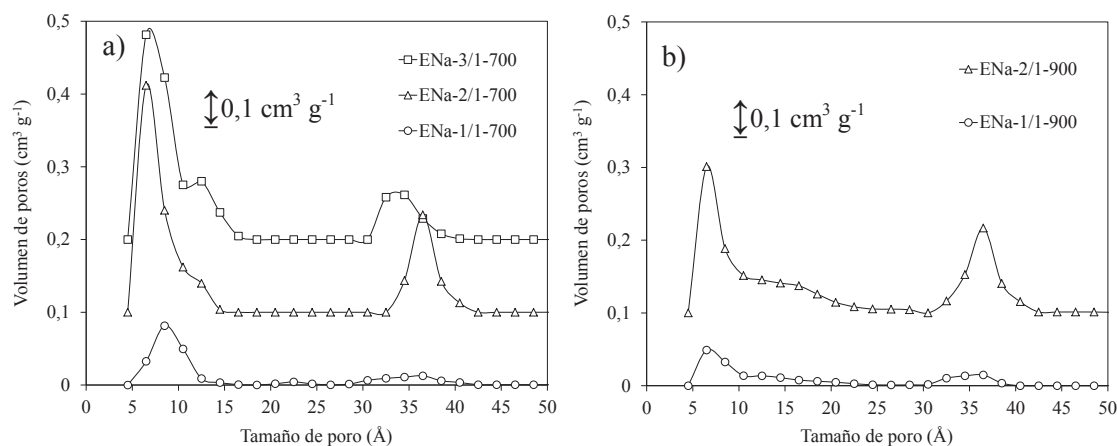 a)
0,5
0,4
0,3
0,2
0,1
0
Volumen de poros (cm³ g⁻¹)
0,1 cm³ g⁻¹
ENa-3/1-700
ENa-2/1-700
ENa-1/1-700
0 5 10 15 20 25 30 35 40 45 50
Tamaño de poro (Å)
b)
0,5
0,4
0,3
0,2
0,1
0
Volumen de poros (cm³ g⁻¹)
0,1 cm³ g⁻¹
ENa-2/1-900
ENa-1/1-900
0 5 10 15 20 25 30 35 40 45 50
Tamaño de poro (Å)